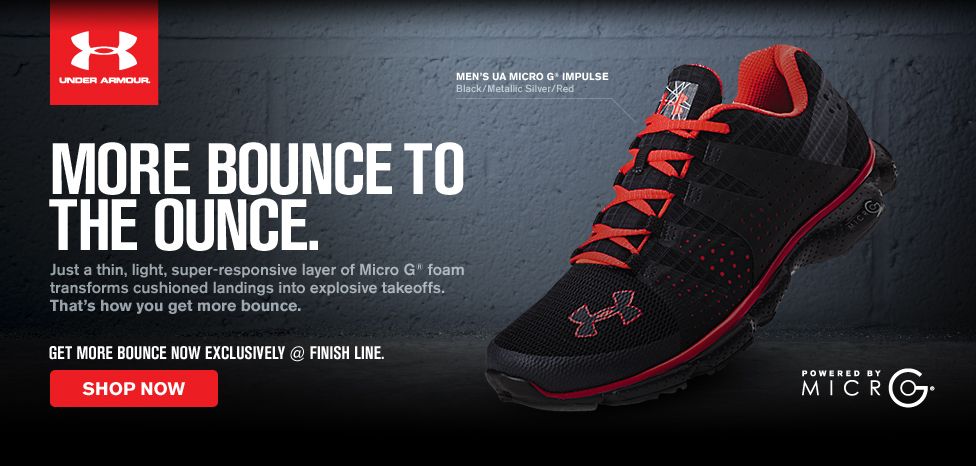 UNDER ARMOUR.
MEN'S UA MICRO G® IMPULSE
Black/Metallic Silver/Red
MORE BOUNCE TO
THE OUNCE.
Just a thin, light, super-responsive layer of Micro G® foam
transforms cushioned landings into explosive takeoffs.
That's how you get more bounce.
GET MORE BOUNCE NOW EXCLUSIVELY @ FINISH LINE.
SHOP NOW
POWERED BY
MICRO G®
MICRO G